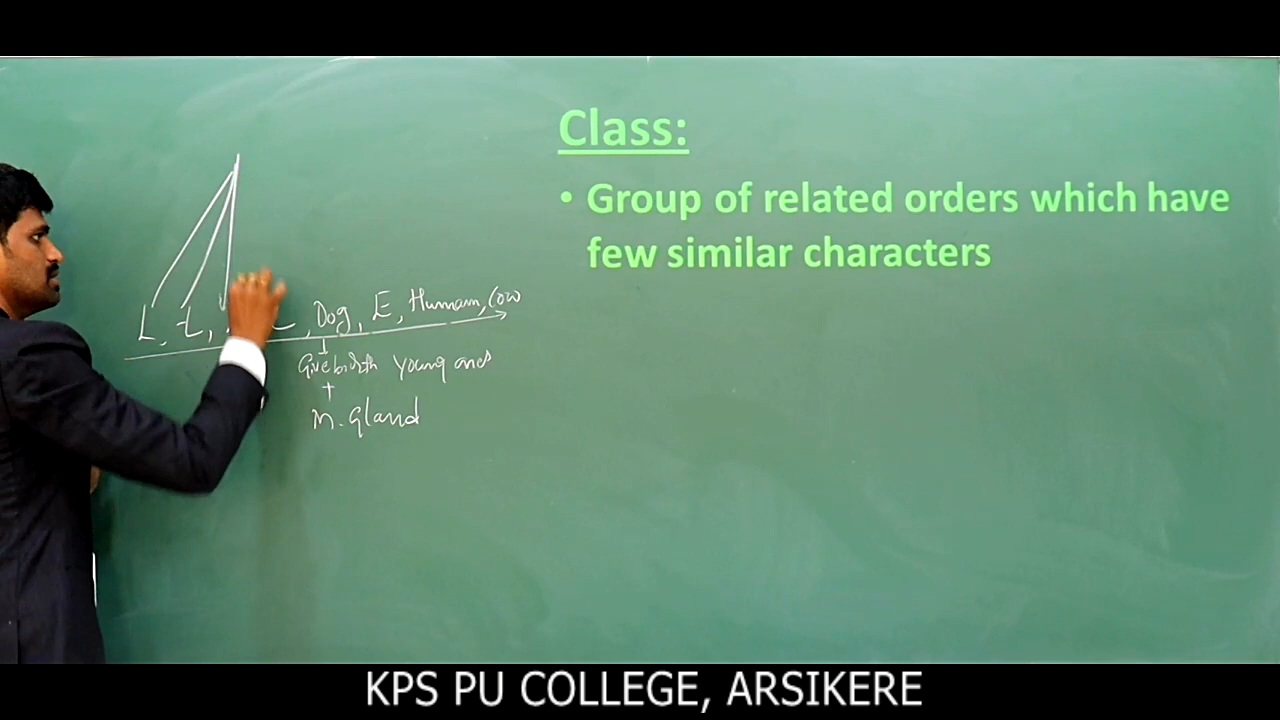 Class:
• Group of related orders which have
few similar characters
L, t, C, Dog, E, Human, Cow
Give birth young ones
+
M. Gland
KPS PU COLLEGE, ARSIKERE